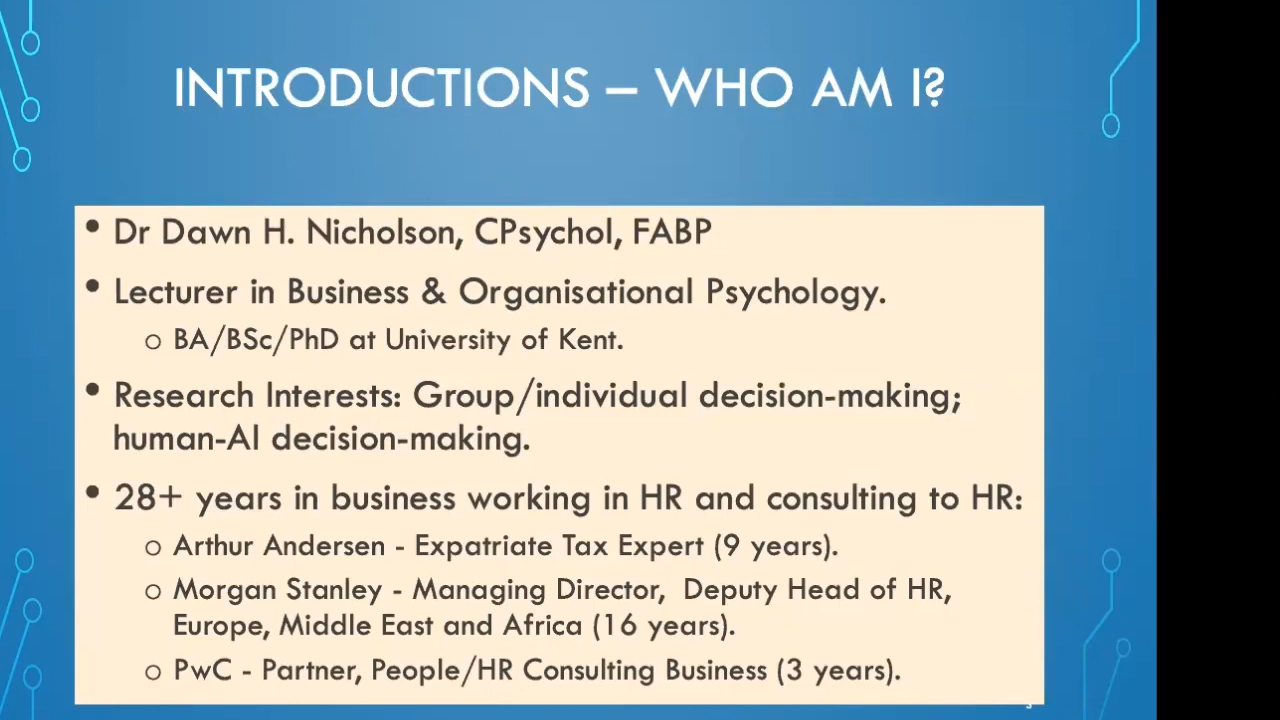 INTRODUCTIONS – WHO AM I?
• Dr Dawn H. Nicholson, CPsychol, FABP
• Lecturer in Business & Organisational Psychology.
o BA/BSc/PhD at University of Kent.
• Research Interests: Group/individual decision-making;
human-AI decision-making.
• 28+ years in business working in HR and consulting to HR:
o Arthur Andersen - Expatriate Tax Expert (9 years).
o Morgan Stanley - Managing Director,  Deputy Head of HR,
Europe, Middle East and Africa (16 years).
o PwC - Partner, People/HR Consulting Business (3 years).